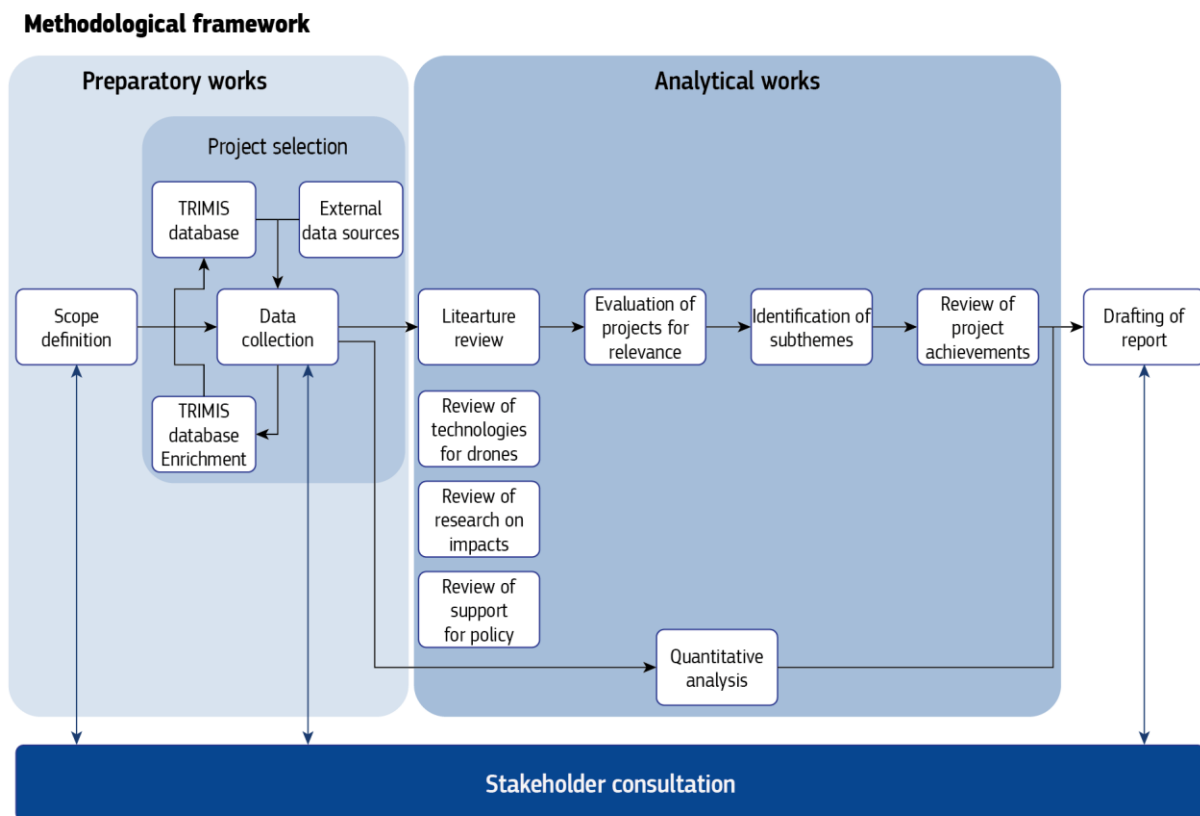 Methodological framework
Preparatory works
Analytical works
Project selection
TRIMIS
database
External
data sources
Scope
definition
Data
collection
Litearture
review
Evaluation of
projects for
relevance
Identification of
subthemes
Review of
project
achievements
Drafting of
report
TRIMIS
database
Enrichment
Review of
technologies
for drones
Review of
research on
impacts
Review of
support
for policy
Quantitative
analysis
Stakeholder consultation